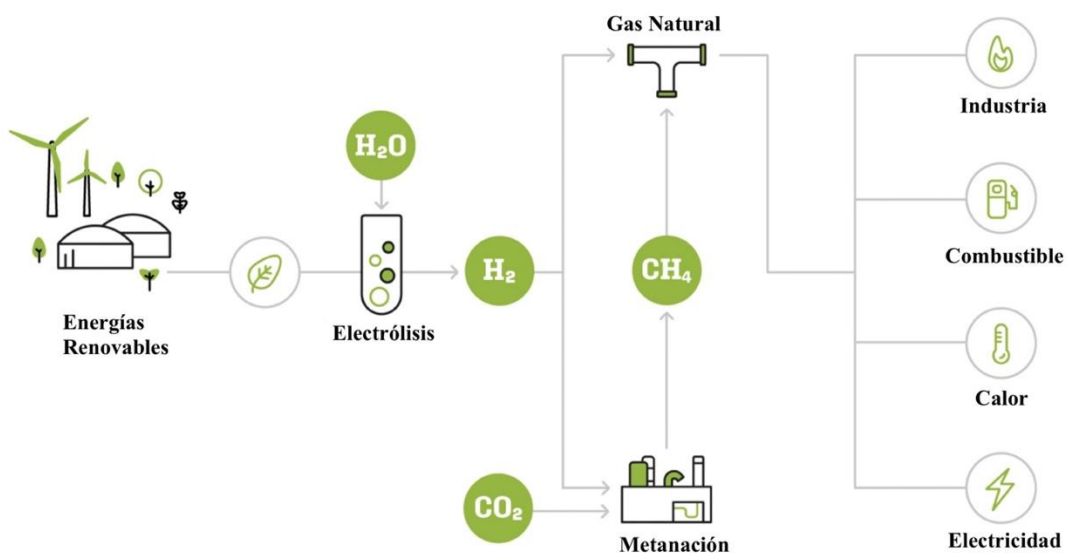 Gas Natural
Industria
H₂O
Combustible
H₂
CH₄
Energías
Renovables
Electrólisis
Calor
CO₂
Metanación
Electricidad